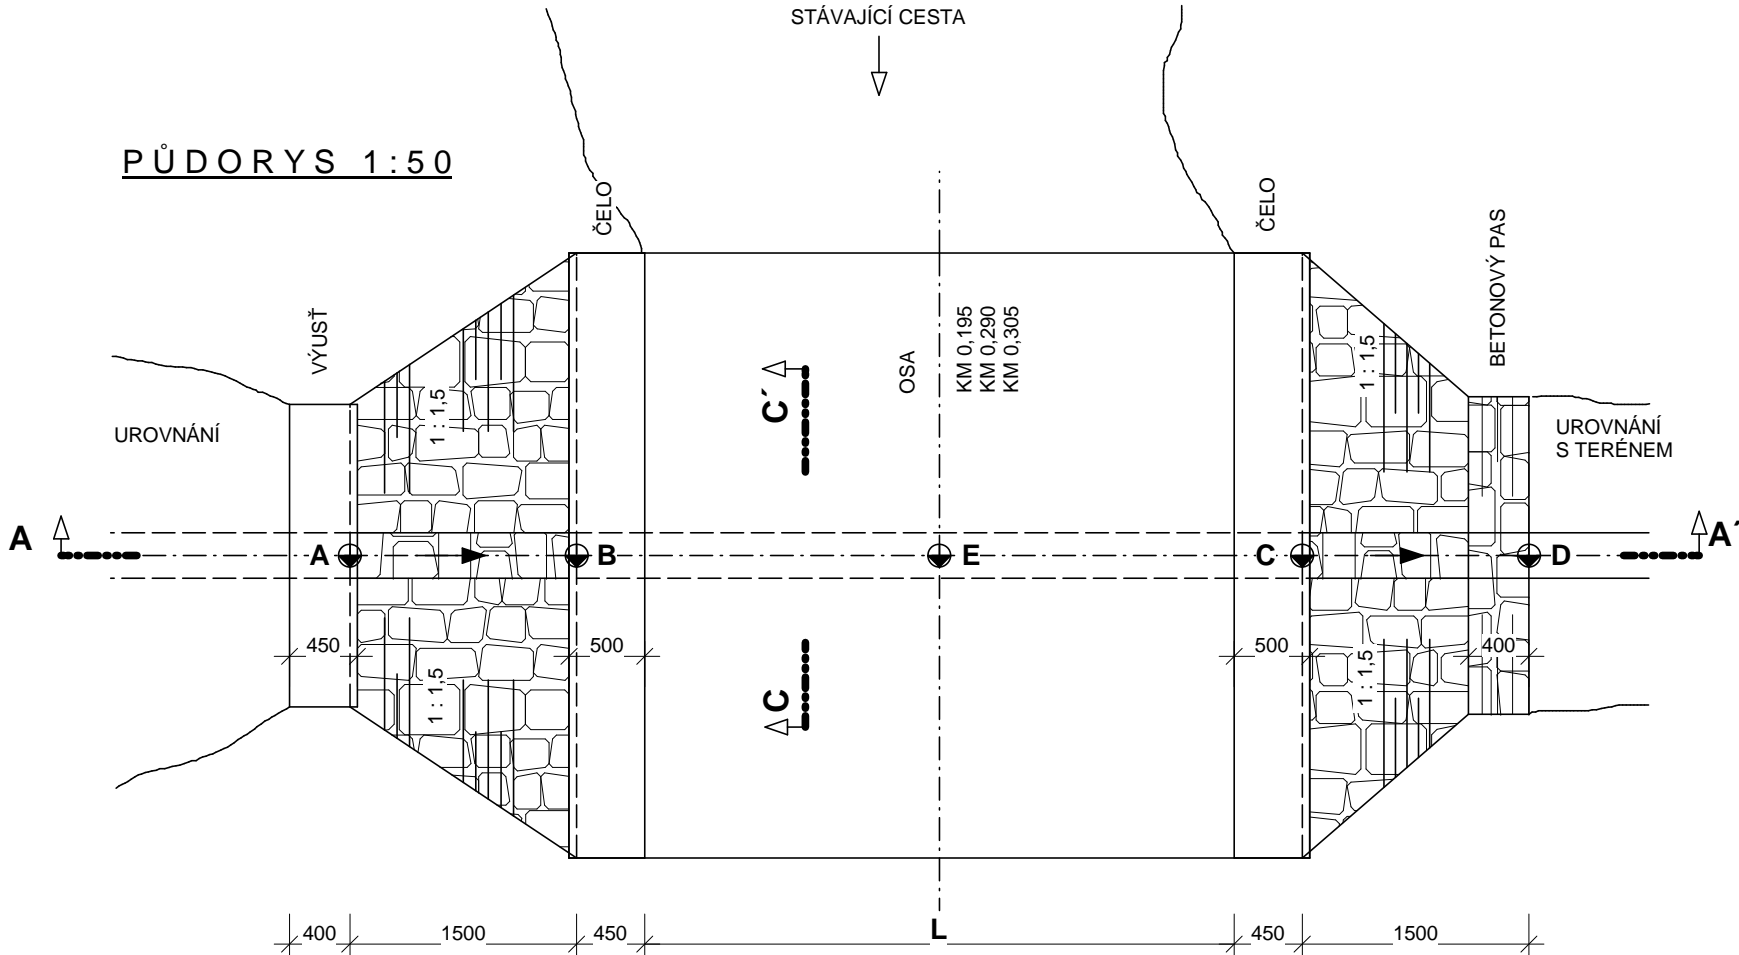 STÁVAJÍCÍ CESTA
PŮDORYS 1:50
ČELO
ČELO
BETONOVÝ PAS
VÝUSŤ
OSA
KM 0,195
KM 0,290
KM 0,305
1 : 1,5
1 : 1,5
C´
UROVNÁNÍ
UROVNÁNÍ
S TERÉNEM
A
A
B
E
C
D
A´
450
500
500
400
1 : 1,5
1 : 1,5
C
400
1500
450
L
450
1500